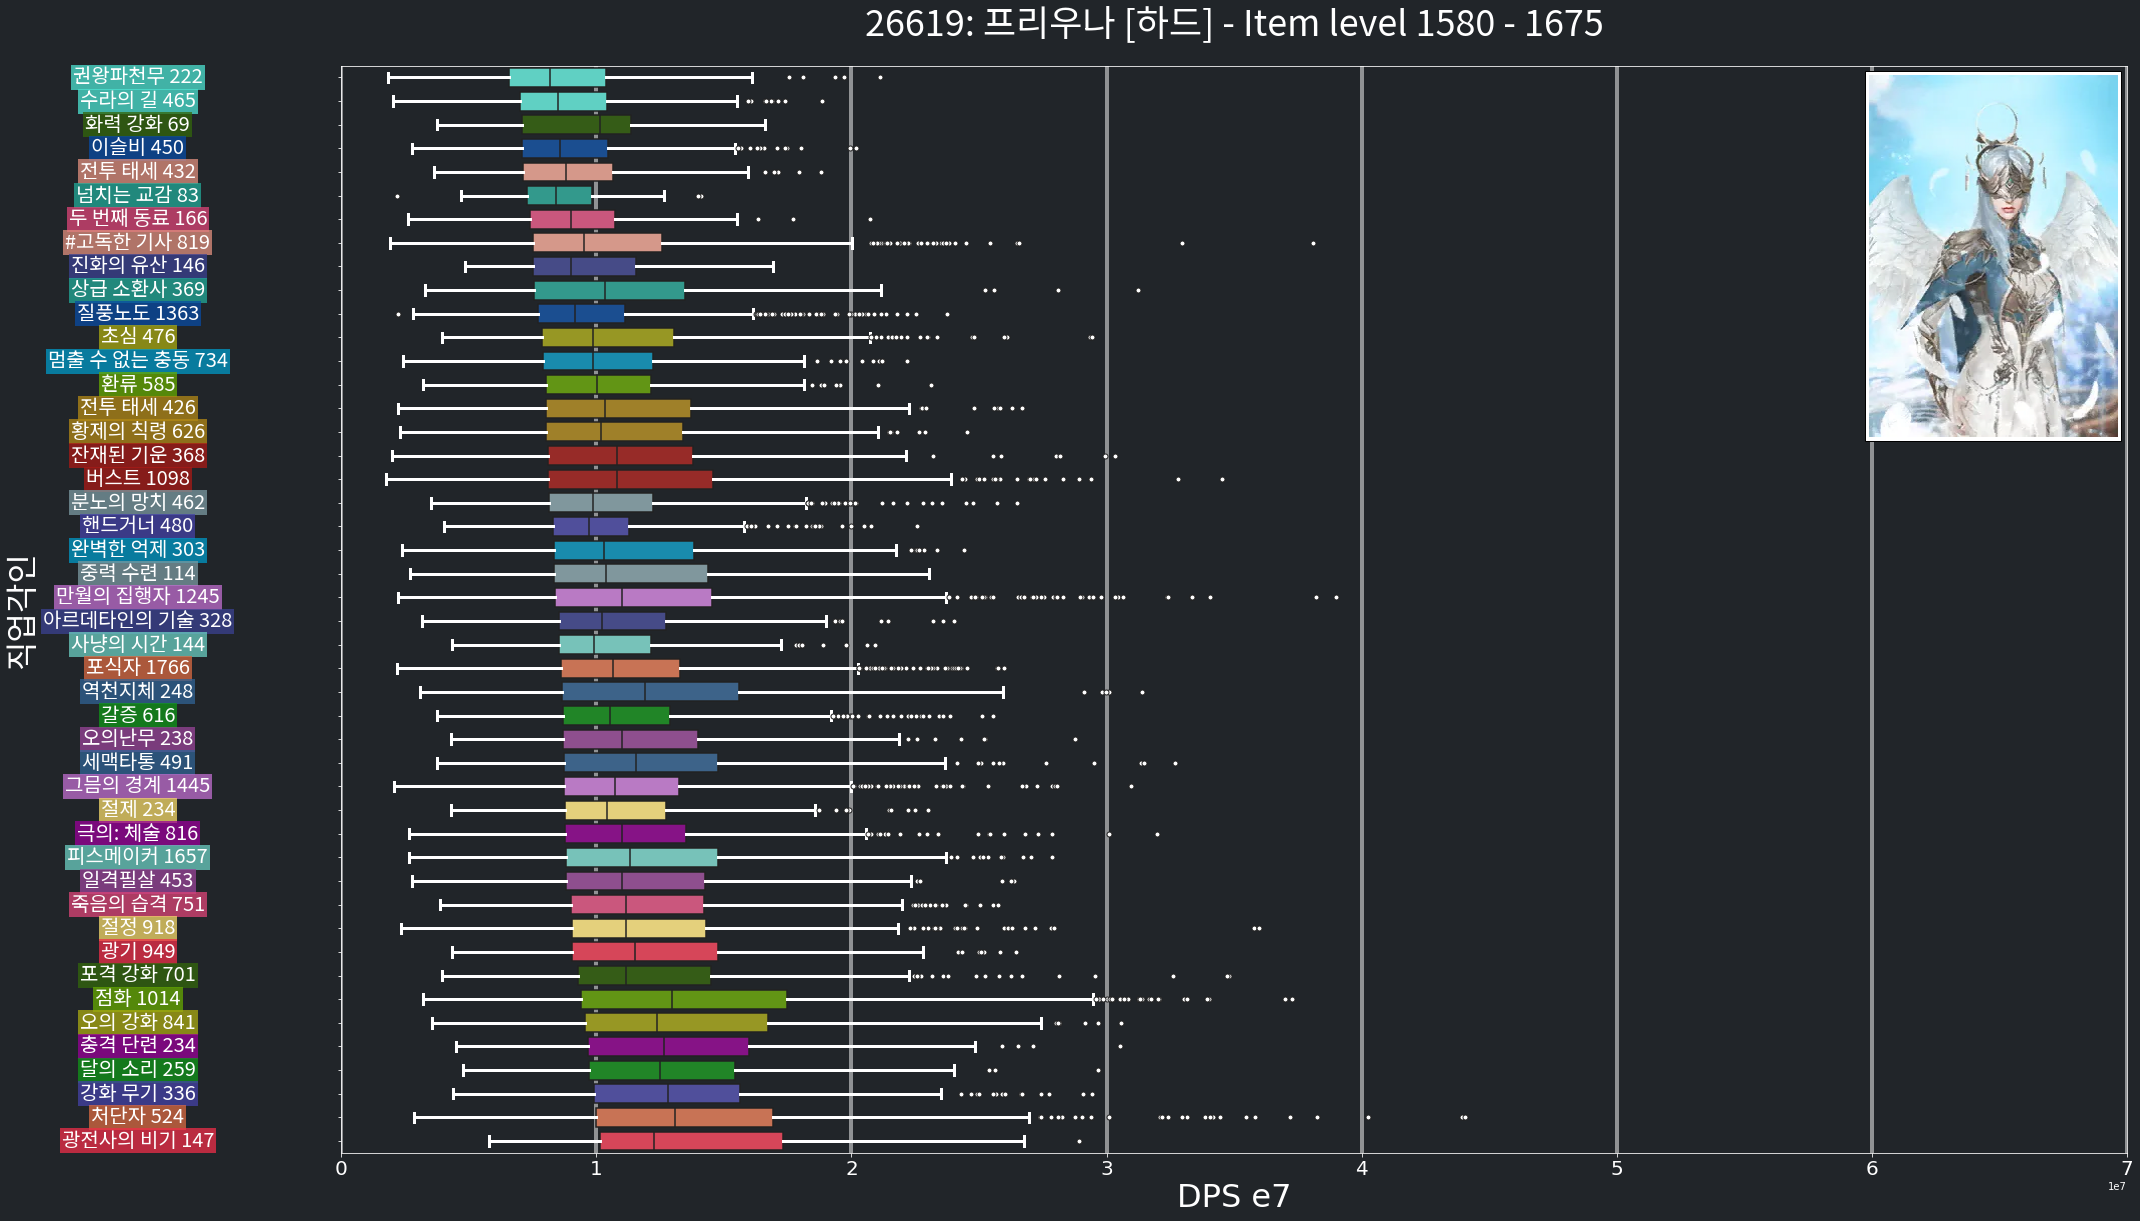 26619: 프리우나 [하드] - Item level 1580 - 1675
권왕파천무 222
수라의 길 465
화력 강화 69
이슬비 450
전투 태세 432
넘치는 교감 83
두 번째 동료 166
#고독한 기사 819
진화의 유산 146
상급 소환사 369
질풍노도 1363
초심 476
멈출 수 없는 충동 734
환류 585
전투 태세 426
황제의 칙령 626
잔재된 기운 368
버스트 1098
분노의 망치 462
핸드거너 480
완벽한 억제 303
중력 수련 114
만월의 집행자 1245
아르데타인의 기술 328
사냥의 시간 144
포식자 1766
역천지체 248
갈증 616
오의난무 238
세맥타통 491
그믐의 경계 1445
절제 234
극의: 체술 816
피스메이커 1657
일격필살 453
죽음의 습격 751
절정 918
광기 949
포격 강화 701
점화 1014
오의 강화 841
충격 단련 234
달의 소리 259
강화 무기 336
처단자 524
광전사의 비기 147
직업각인
0 1 2 3 4 5 6 7
1e7
DPS e7